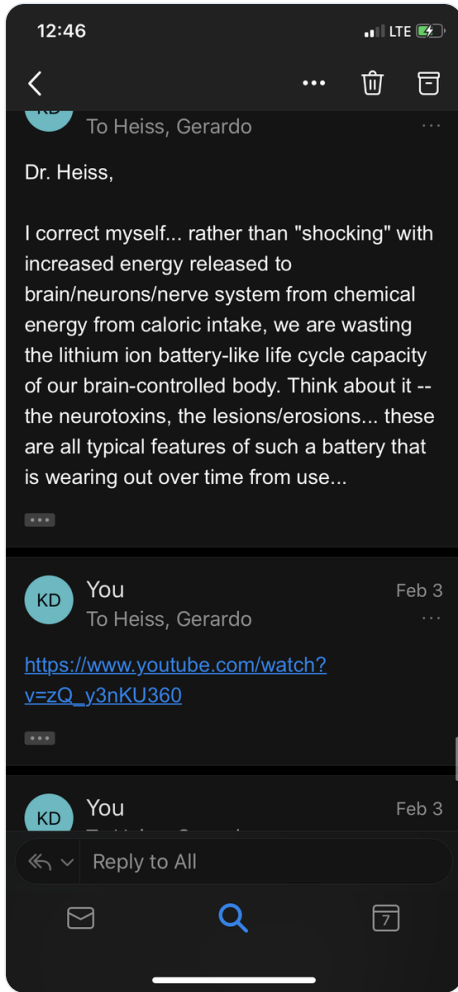 12:46
LTE
To Heiss, Gerardo
Dr. Heiss,
I correct myself... rather than "shocking" with
increased energy released to
brain/neurons/nerve system from chemical
energy from caloric intake, we are wasting
the lithium ion battery-like life cycle capacity
of our brain-controlled body. Think about it --
the neurotoxins, the lesions/erosions... these
are all typical features of such a battery that
is wearing out over time from use...
KD
You
Feb 3
To Heiss, Gerardo
https://www.youtube.com/watch?
v=zQ_y3nKU360
KD
You
Feb 3
Reply to All
7